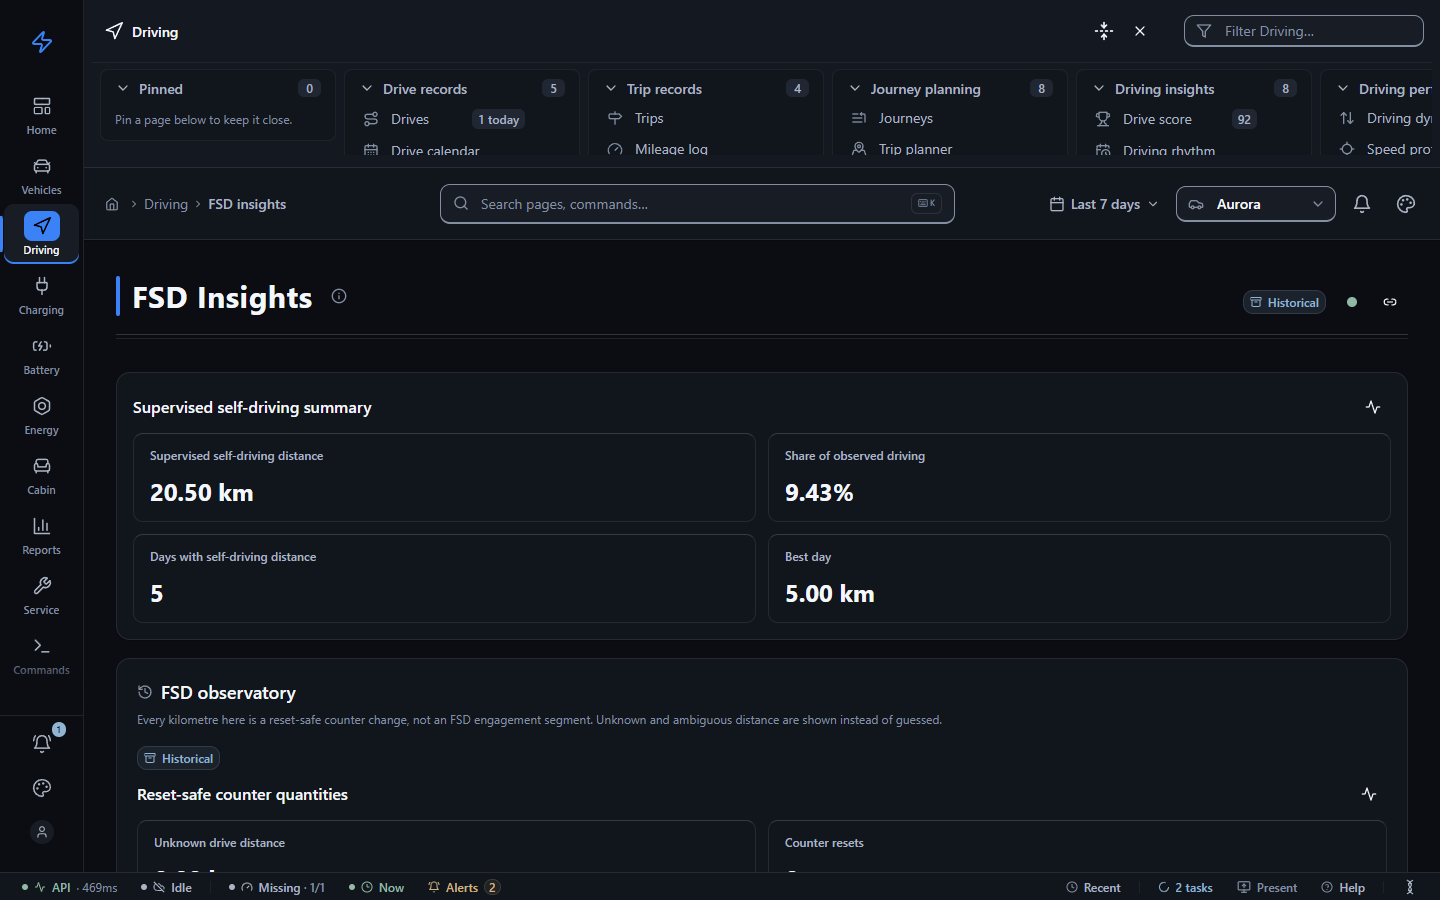 Driving
Filter Driving...
Pinned 0
Pin a page below to keep it close.
Drive records 5
Drives 1 today
Drive calendar
Trip records 4
Trips
Mileage log
Journey planning 8
Journeys
Trip planner
Driving insights 8
Drive score 92
Driving rhythm
Driving per
Driving dy
Speed pro
Home
Vehicles
Driving
Charging
Battery
Energy
Cabin
Reports
Service
Commands
1
Driving FSD insights
Search pages, commands...
K
Last 7 days
Aurora
FSD Insights
Historical
Supervised self-driving summary
Supervised self-driving distance
20.50 km
Share of observed driving
9.43%
Days with self-driving distance
5
Best day
5.00 km
FSD observatory
Every kilometre here is a reset-safe counter change, not an FSD engagement segment. Unknown and ambiguous distance are shown instead of guessed.
Historical
Reset-safe counter quantities
Unknown drive distance
Counter resets
API · 469ms
Idle
Missing · 1/1
Now
Alerts 2
Recent
2 tasks
Present
Help